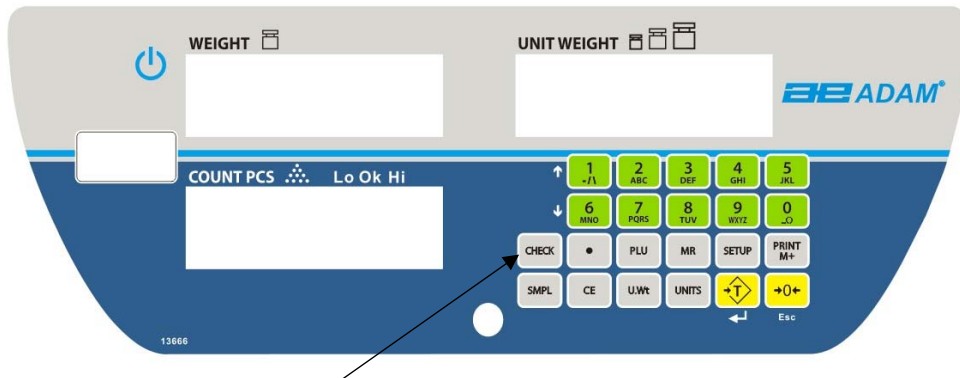 WEIGHT
UNIT WEIGHT
ae ADAM®
COUNT PCS Lo Ok Hi
1 2 3 4 5
-/\ ABC DEF GHI JKL
6 7 8 9 0
MNO PQRS TUV WXYZ _O
CHECK • PLU MR SETUP PRINT
M+
SMPL CE U.Wt UNITS →T← →0←
Esc
13666